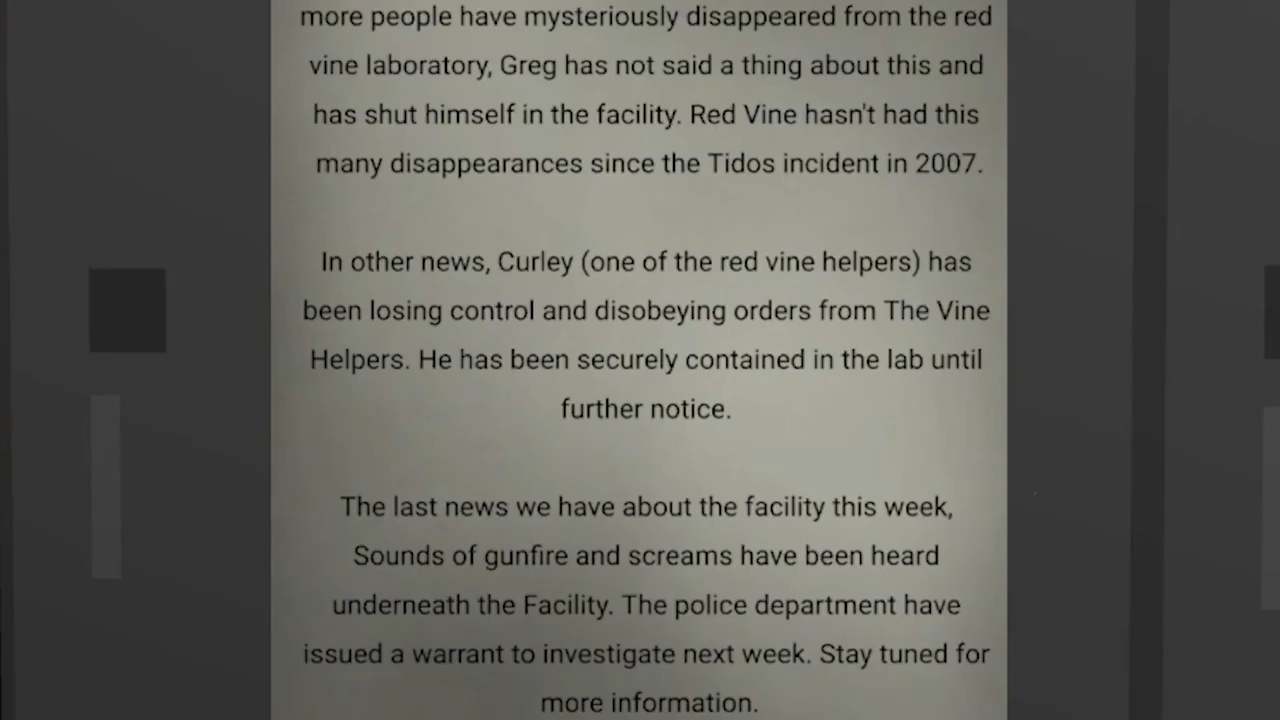 more people have mysteriously disappeared from the red
vine laboratory, Greg has not said a thing about this and
has shut himself in the facility. Red Vine hasn't had this
many disappearances since the Tidos incident in 2007.
In other news, Curley (one of the red vine helpers) has
been losing control and disobeying orders from The Vine
Helpers. He has been securely contained in the lab until
further notice.
The last news we have about the facility this week,
Sounds of gunfire and screams have been heard
underneath the Facility. The police department have
issued a warrant to investigate next week. Stay tuned for
more information.